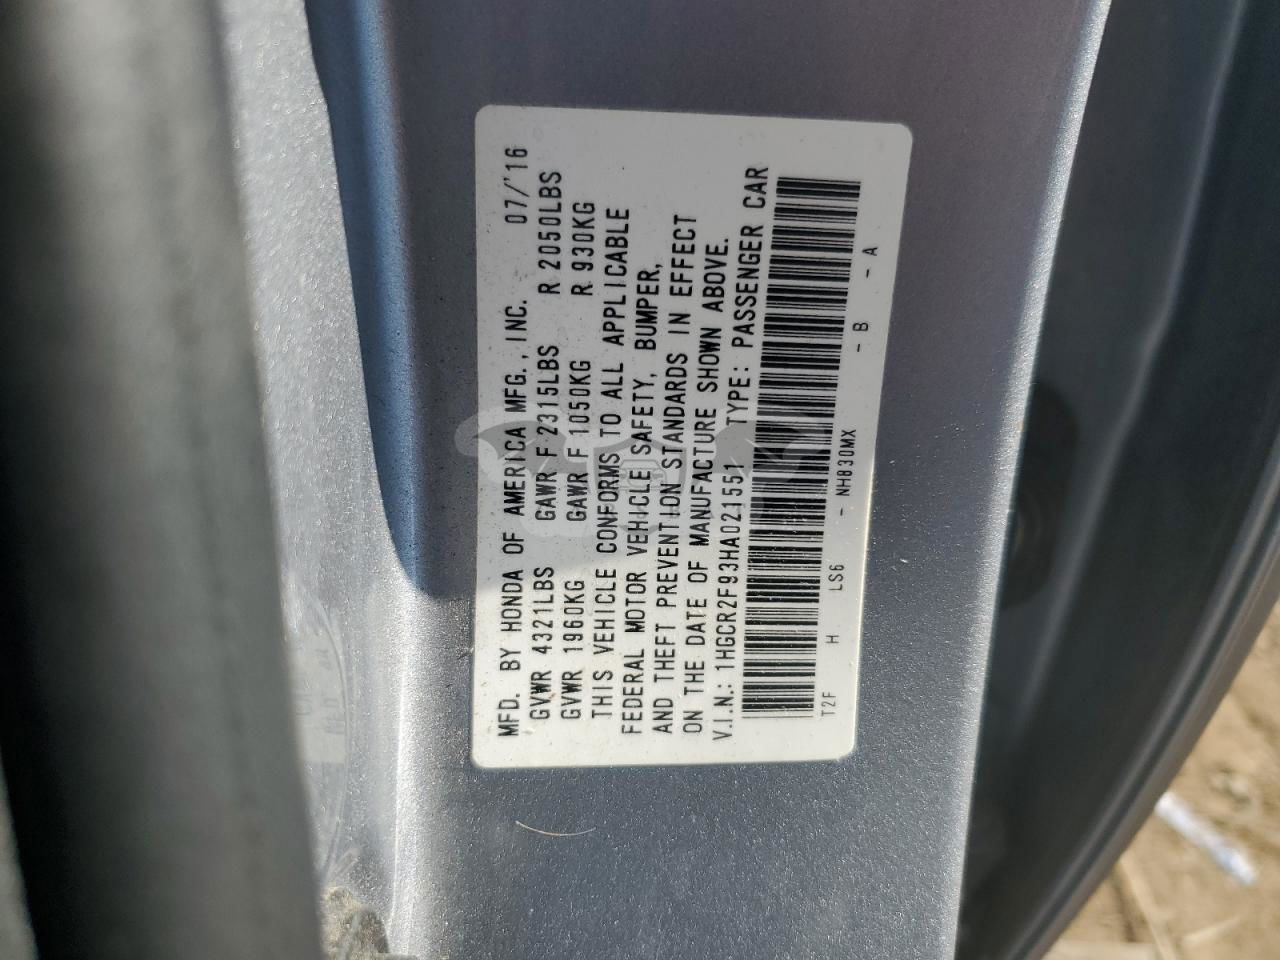 MFD. BY HONDA OF AMERICA MFG., INC. 07/'16
GVWR 4321LBS GAWR F 2315LBS R 2050LBS
GVWR 1960KG GAWR F 1050KG R 930KG
THIS VEHICLE CONFORMS TO ALL APPLICABLE
FEDERAL MOTOR VEHICLE SAFETY, BUMPER,
AND THEFT PREVENTION STANDARDS IN EFFECT
ON THE DATE OF MANUFACTURE SHOWN ABOVE.
V.I.N.: 1HGCR2F93HA021551 TYPE: PASSENGER CAR
T2F H LS6 - NH830MX - B - A